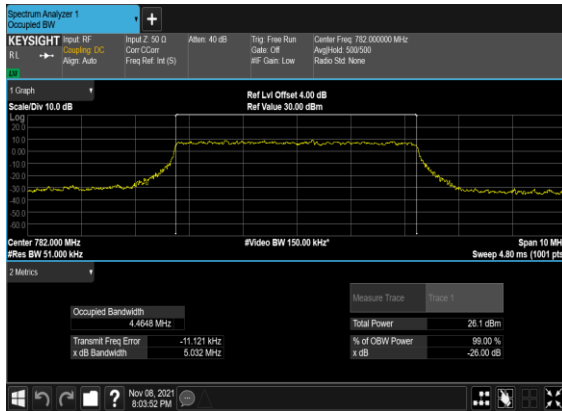 Spectrum Analyzer 1
Occupied BW
+
KEYSIGHT Input: RF Input Z: 50 Ω Atten: 40 dB Trig: Free Run Center Freq: 782.000000 MHz
RL Coupling: DC Corr CCorr Gate: Off Avg|Hold: 500/500
Align: Auto Freq Ref: Int (S) #IF Gain: Low Radio Std: None
1 Graph
Ref Lvl Offset 4.00 dB
Scale/Div 10.0 dB Ref Value 30.00 dBm
Log
20.0
10.0
0.00
-10.0
-20.0
-30.0
-40.0
-50.0
-60.0
Center 782.000 MHz #Video BW 150.00 kHz* Span 10 MH
#Res BW 51.000 kHz Sweep 4.80 ms (1001 pts
2 Metrics
Measure Trace Trace 1
Occupied Bandwidth
4.4648 MHz Total Power 26.1 dBm
Transmit Freq Error -11.121 kHz % of OBW Power 99.00 %
x dB Bandwidth 5.032 MHz x dB -26.00 dB
?
Nov 08, 2021
8:03:52 PM